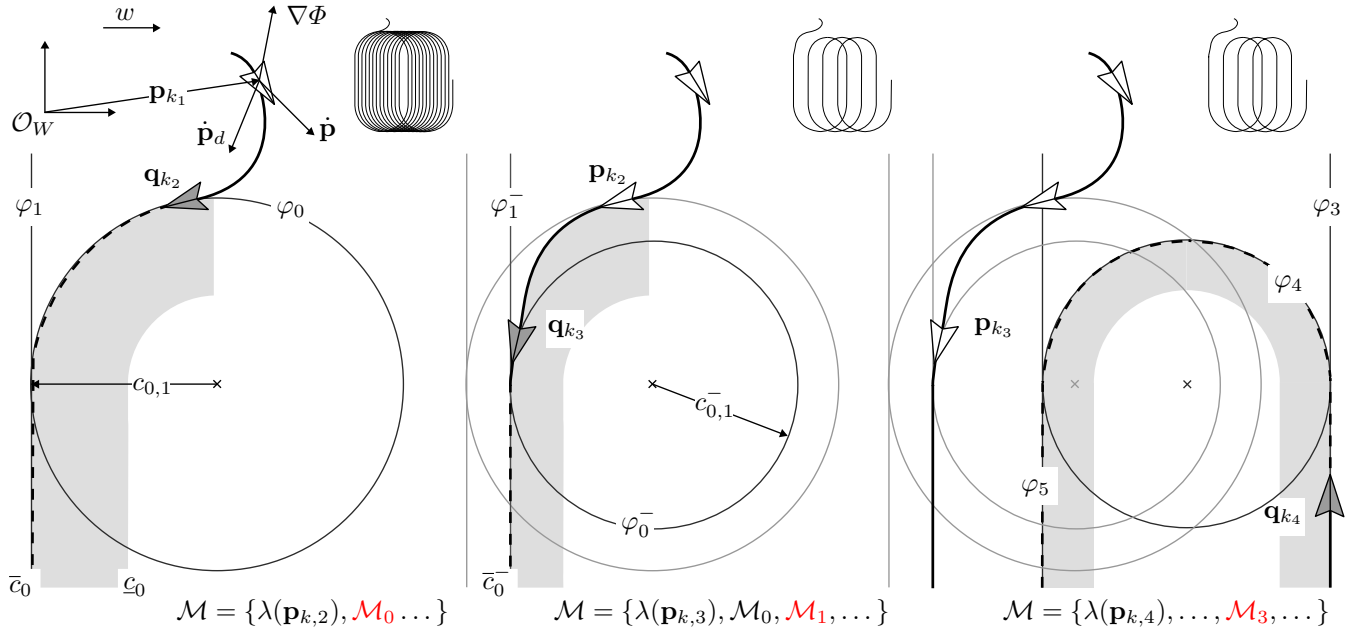 w
∇Φ
𝒪_W
𝐩_{k_1}
𝐩̇_d
𝐩̇
𝐪_{k_2}
φ_1
φ_0
c_{0,1}
c̅_0
c̲_0
ℳ = {λ(𝐩_{k,2}), ℳ_0 …}
𝐩_{k_2}
φ_1^-
𝐪_{k_3}
c_{0,1}^-
φ_0^-
c̅_0^-
ℳ = {λ(𝐩_{k,3}), ℳ_0, ℳ_1, …}
φ_3
φ_4
𝐩_{k_3}
φ_5
𝐪_{k_4}
ℳ = {λ(𝐩_{k,4}), …, ℳ_3, …}